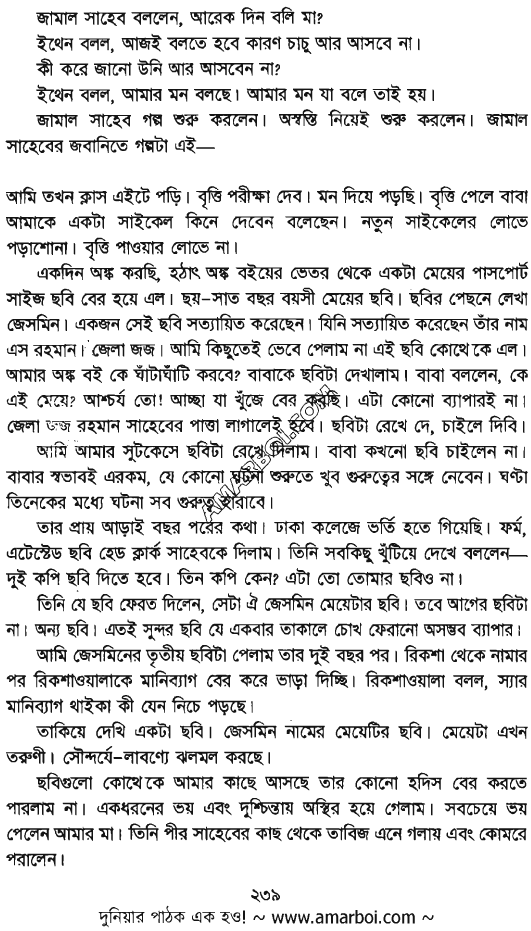 জামাল সাহেব বললেন, আরেক দিন বলি মা?
ইথেন বলল, আজই বলতে হবে কারণ চাচু আর আসবে না।
কী করে জানো উনি আর আসবেন না?
ইথেন বলল, আমার মন বলছে। আমার মন যা বলে তাই হয়।
জামাল সাহেব গল্প শুরু করলেন। অস্বস্তি নিয়েই শুরু করলেন। জামাল
সাহেবের জবানিতে গল্পটা এই—
আমি তখন ক্লাস এইটে পড়ি। বৃত্তি পরীক্ষা দেব। মন দিয়ে পড়ছি। বৃত্তি পেলে বাবা
আমাকে একটা সাইকেল কিনে দেবেন বলেছেন। নতুন সাইকেলের লোভে
পড়াশোনা। বৃত্তি পাওয়ার লোভে না।
একদিন অঙ্ক করছি, হঠাৎ অঙ্ক বইয়ের ভেতর থেকে একটা মেয়ের পাসপোর্ট
সাইজ ছবি বের হয়ে এল। ছয়-সাত বছর বয়সী মেয়ের ছবি। ছবির পেছনে লেখা
জেসমিন। একজন সেই ছবি সত্যায়িত করেছেন। যিনি সত্যায়িত করেছেন তাঁর নাম
এস রহমান। জেলা জজ। আমি কিছুতেই ভেবে পেলাম না এই ছবি কোথেকে এল।
আমার অঙ্ক বই কে ঘাঁটাঘাঁটি করবে? বাবাকে ছবিটা দেখালাম। বাবা বললেন, কে
এই মেয়ে? আশ্চর্য তো! আচ্ছা যা খুঁজে বের করছি। এটা কোনো ব্যাপারই না।
জেলা জজ রহমান সাহেবের পাত্তা লাগালেই হবে। ছবিটা রেখে দে, চাইলে দিবি।
আমি আমার সুটকেসে ছবিটা রেখে দিলাম। বাবা কখনো ছবি চাইলেন না।
বাবার স্বভাবই এরকম, যে কোনো ঘটনা শুরুতে খুব গুরুত্বের সঙ্গে নেবেন। ঘণ্টা
তিনেকের মধ্যে ঘটনা সব গুরুত্ব হারাবে।
তার প্রায় আড়াই বছর পরের কথা। ঢাকা কলেজে ভর্তি হতে গিয়েছি। ফর্ম,
এটেস্টেড ছবি হেড ক্লার্ক সাহেবকে দিলাম। তিনি সবকিছু খুঁটিয়ে দেখে বললেন—
দুই কপি ছবি দিতে হবে। তিন কপি কেন? এটা তো তোমার ছবিও না।
তিনি যে ছবি ফেরত দিলেন, সেটা ঐ জেসমিন মেয়েটার ছবি। তবে আগের ছবিটা
না। অন্য ছবি। এতই সুন্দর ছবি যে একবার তাকালে চোখ ফেরানো অসম্ভব ব্যাপার।
আমি জেসমিনের তৃতীয় ছবিটা পেলাম তার দুই বছর পর। রিকশা থেকে নামার
পর রিকশাওয়ালাকে মানিব্যাগ বের করে ভাড়া দিচ্ছি। রিকশাওয়ালা বলল, স্যার
মানিব্যাগ থাইকা কী যেন নিচে পড়ছে।
তাকিয়ে দেখি একটা ছবি। জেসমিন নামের মেয়েটির ছবি। মেয়েটা এখন
তরুণী। সৌন্দর্যে-লাবণ্যে ঝলমল করছে।
ছবিগুলো কোথেকে আমার কাছে আসছে তার কোনো হদিস বের করতে
পারলাম না। একধরনের ভয় এবং দুশ্চিন্তায় অস্থির হয়ে গেলাম। সবচেয়ে ভয়
পেলেন আমার মা। তিনি পীর সাহেবের কাছ থেকে তাবিজ এনে গলায় এবং কোমরে
পরালেন।
AMARBOI.COM
২৩৯
দুনিয়ার পাঠক এক হও! ~ www.amarboi.com ~